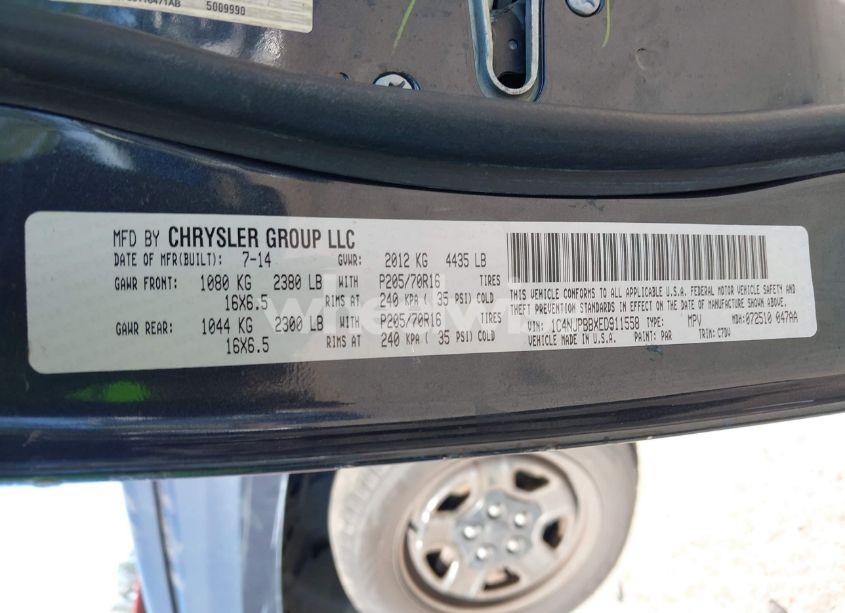 5009990
MFD BY CHRYSLER GROUP LLC
DATE OF MFR(BUILT): 7-14 GVWR: 2012 KG 4435 LB
GAWR FRONT: 1080 KG 2380 LB WITH P205/70R16 TIRES
16X6.5 RIMS AT 240 KPA ( 35 PSI) COLD
GAWR REAR: 1044 KG 2300 LB WITH P205/70R16 TIRES
16X6.5 RIMS AT 240 KPA ( 35 PSI) COLD
THIS VEHICLE CONFORMS TO ALL APPLICABLE U.S.A. FEDERAL MOTOR VEHICLE SAFETY AND
THEFT PREVENTION STANDARDS IN EFFECT ON THE DATE OF MANUFACTURE SHOWN ABOVE.
VIN: 1C4NJPBBXED911558 TYPE: MPV MDH: 072510 047AA
VEHICLE MADE IN U.S.A. PAINT: PAR TRIM: C7DV